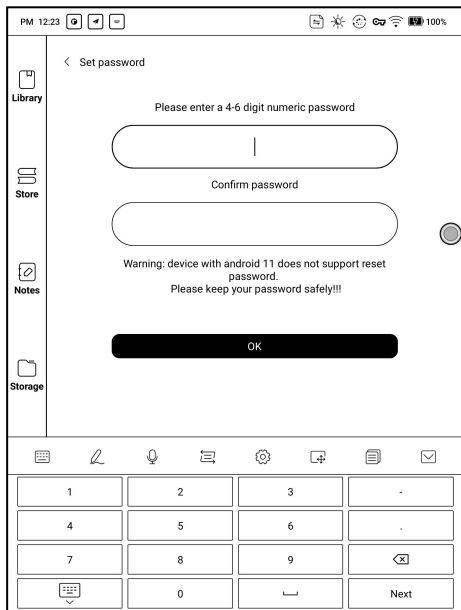 PM 12:23
100%
Set password
Library
Please enter a 4-6 digit numeric password
Store
Confirm password
Warning: device with android 11 does not support reset
password.
Please keep your password safely!!!
Notes
OK
Storage
1 2 3 -
4 5 6 .
7 8 9
0 Next